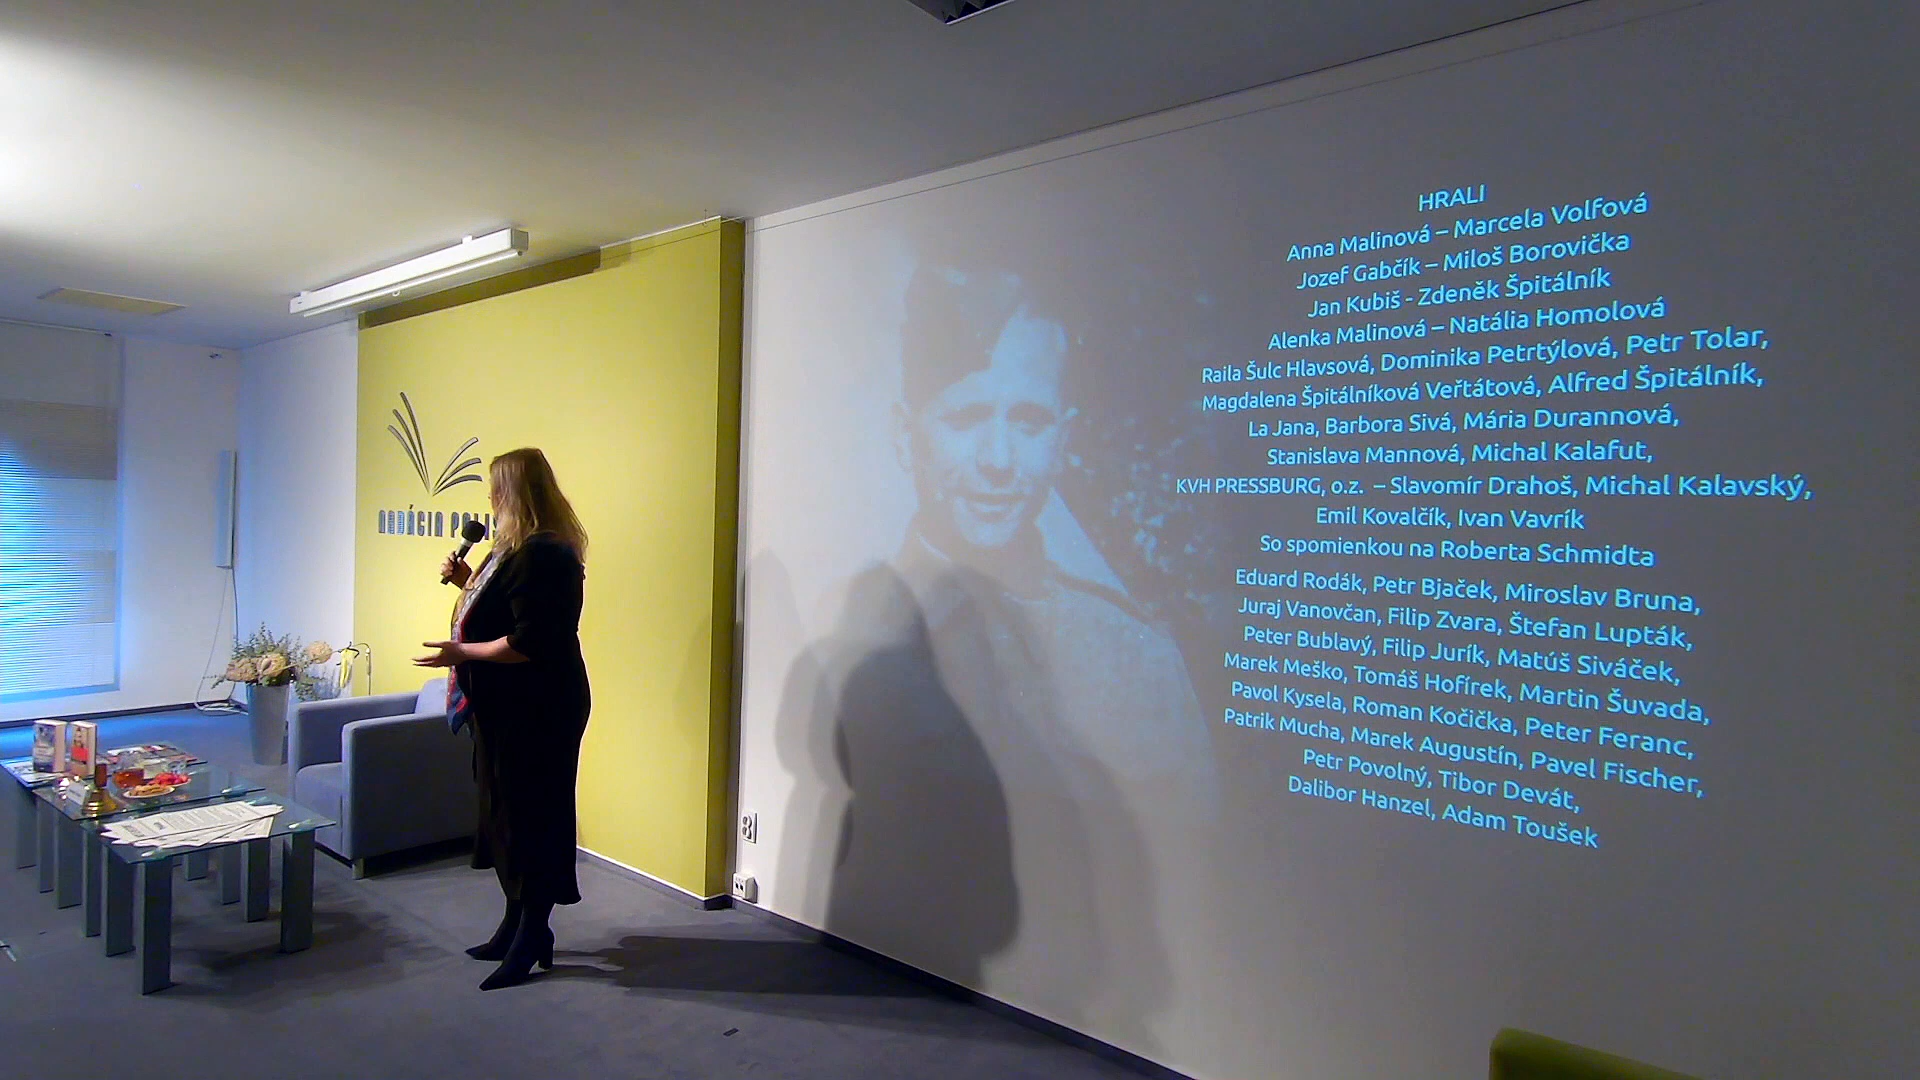 NADÁCIA
HRALI
Anna Malinová – Marcela Volfová
Jozef Gabčík – Miloš Borovička
Jan Kubiš - Zdeněk Špitálník
Alenka Malinová – Natália Homolová
Raila Šulc Hlavsová, Dominika Petrtýlová, Petr Tolar,
Magdalena Špitálníková Veřtátová, Alfred Špitálník,
La Jana, Barbora Sivá, Mária Durannová,
Stanislava Mannová, Michal Kalafut,
KVH PRESSBURG, o.z. – Slavomír Drahoš, Michal Kalavský,
Emil Kovalčík, Ivan Vavrík
So spomienkou na Roberta Schmidta
Eduard Rodák, Petr Bjaček, Miroslav Bruna,
Juraj Vanovčan, Filip Zvara, Štefan Lupták,
Peter Bublavý, Filip Jurík, Matúš Siváček,
Marek Meško, Tomáš Hofírek, Martin Šuvada,
Pavol Kysela, Roman Kočička, Peter Feranc,
Patrik Mucha, Marek Augustín, Pavel Fischer,
Petr Povolný, Tibor Devát,
Dalibor Hanzel, Adam Toušek